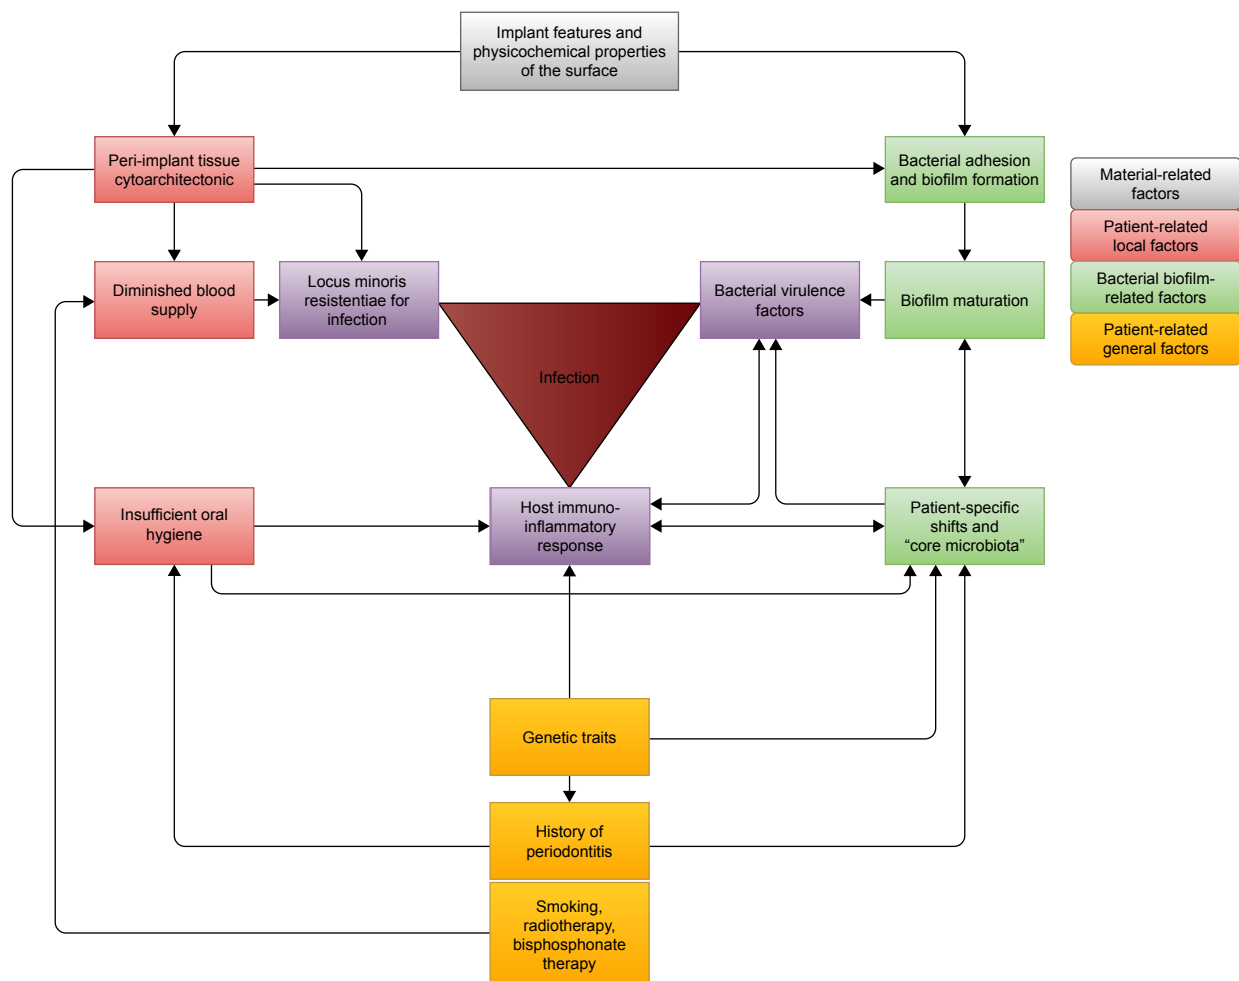 Implant features and
physicochemical properties
of the surface
Peri-implant tissue
cytoarchitectonic
Bacterial adhesion
and biofilm formation
Material-related
factors
Patient-related
local factors
Bacterial biofilm-
related factors
Patient-related
general factors
Diminished blood
supply
Locus minoris
resistentiae for
infection
Bacterial virulence
factors
Biofilm maturation
Infection
Insufficient oral
hygiene
Host immuno-
inflammatory
response
Patient-specific
shifts and
“core microbiota”
Genetic traits
History of
periodontitis
Smoking,
radiotherapy,
bisphosphonate
therapy